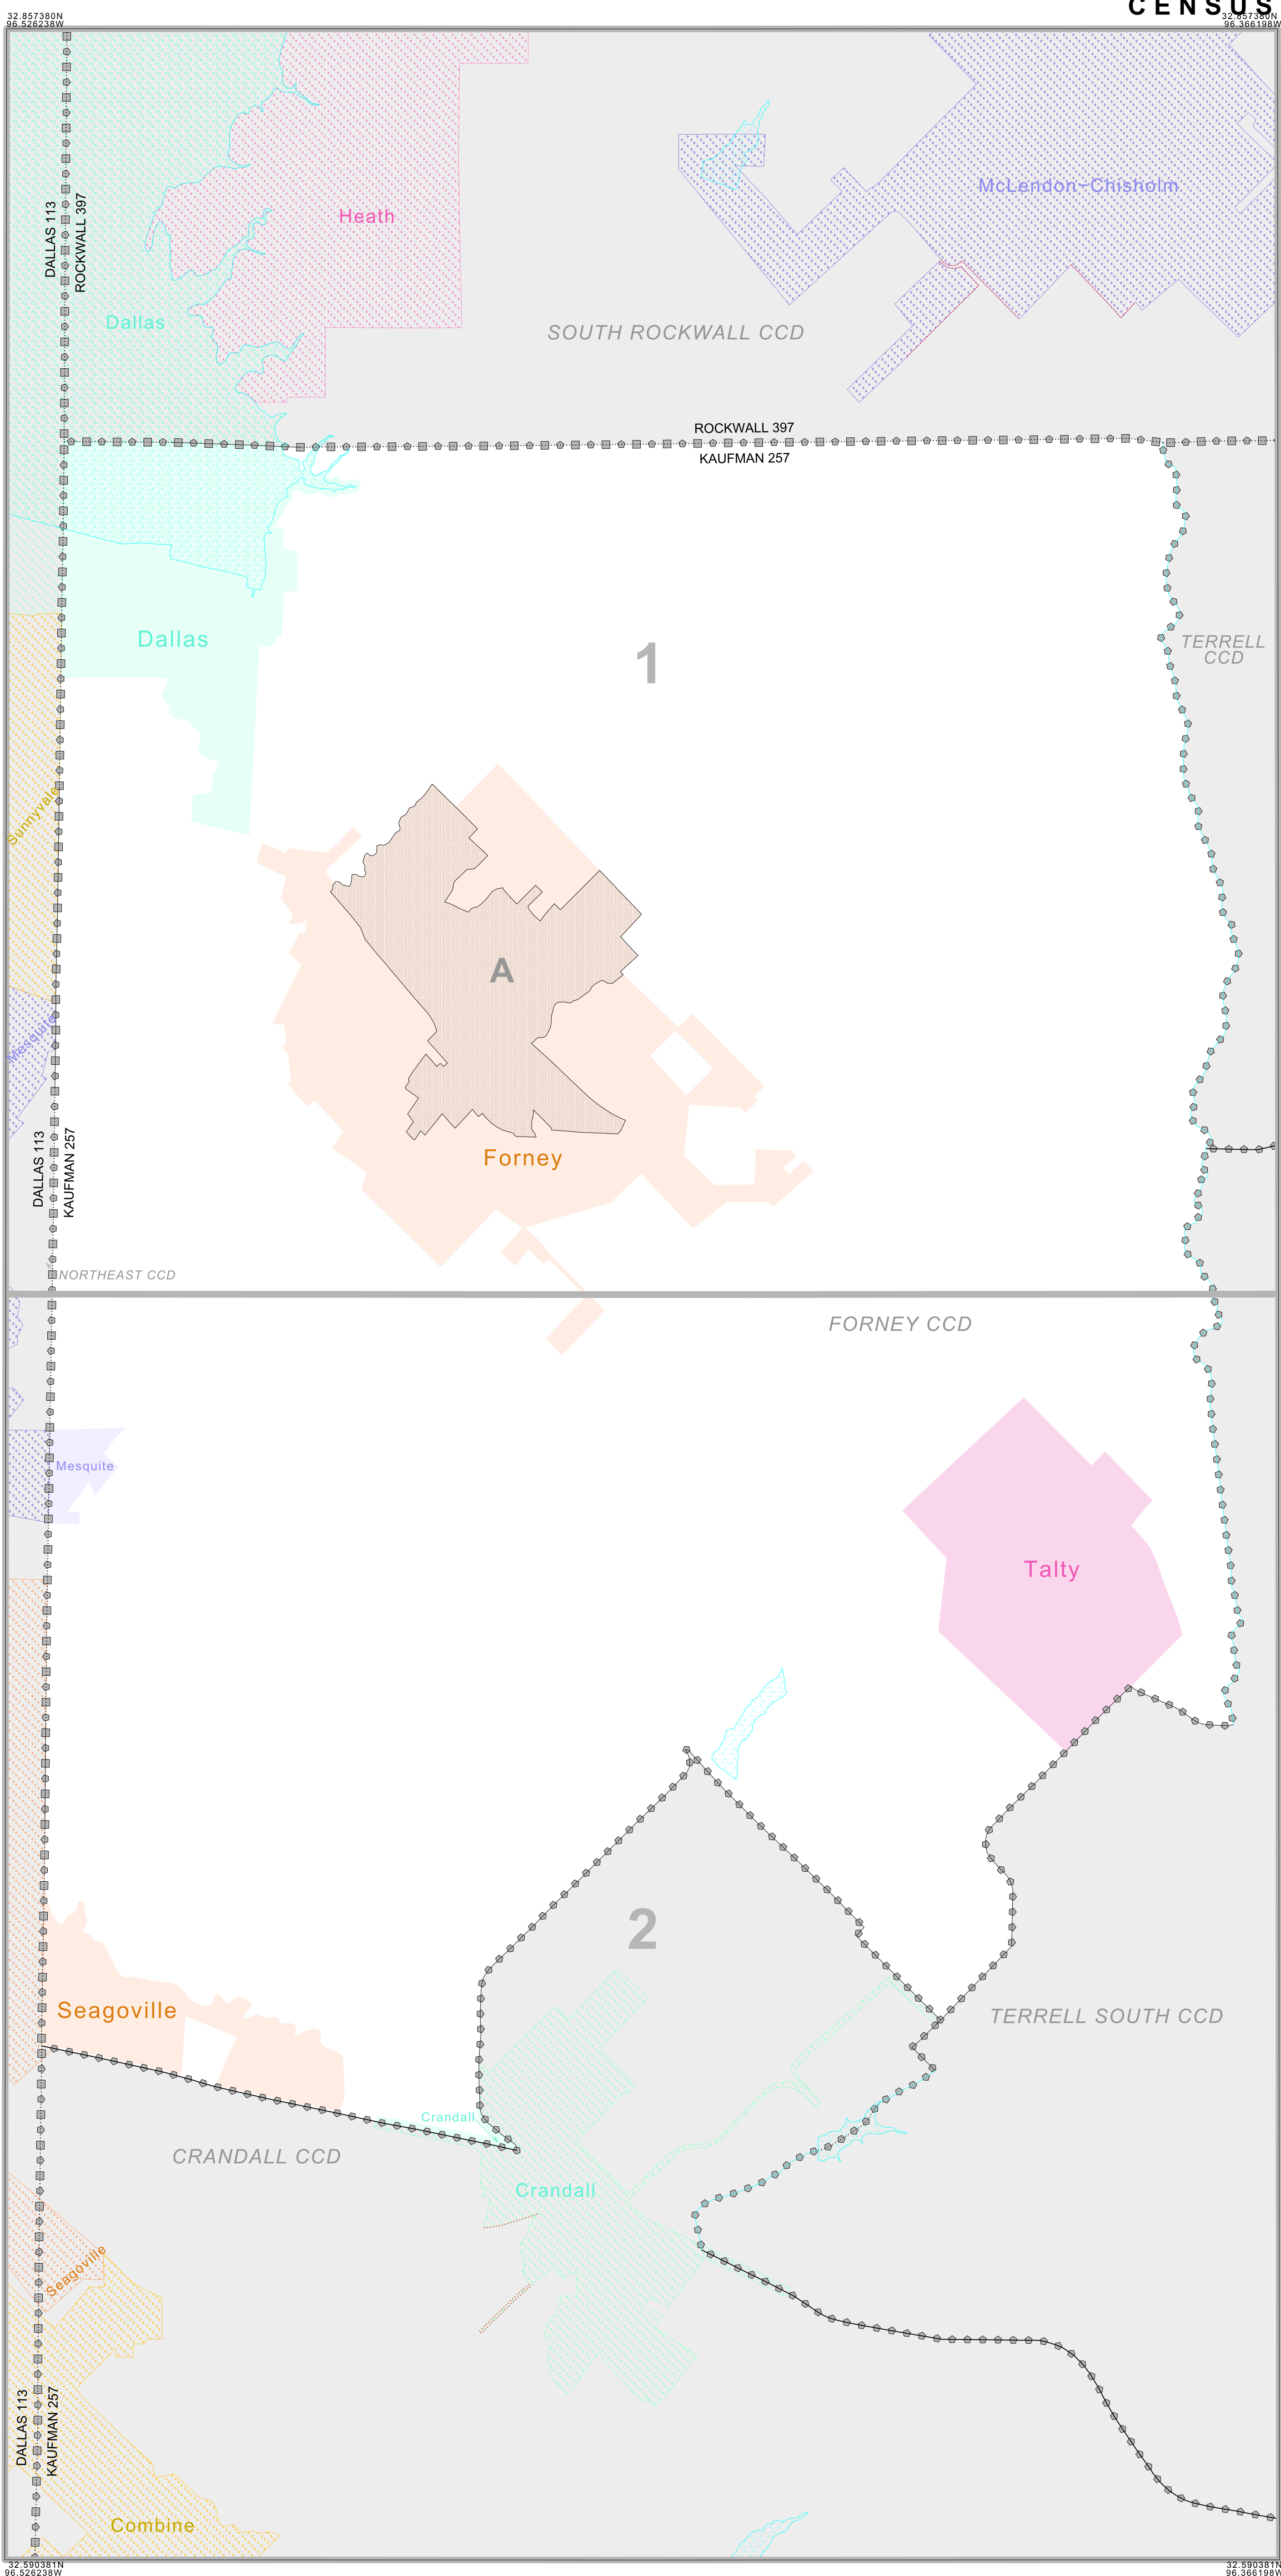 CENSUS
32.857380N
96.526238W
32.857380N
96.366198W
McLendon-Chisholm
Heath
DALLAS 113
ROCKWALL 397
Dallas
SOUTH ROCKWALL CCD
ROCKWALL 397
KAUFMAN 257
Dallas
1
TERRELL
CCD
Sunnyvale
A
Mesquite
Forney
DALLAS 113
KAUFMAN 257
NORTHEAST CCD
FORNEY CCD
Mesquite
Talty
2
Seagoville
TERRELL SOUTH CCD
Crandall
CRANDALL CCD
Crandall
Seagoville
DALLAS 113
KAUFMAN 257
Combine
32.590381N
96.526238W
32.590381N
96.366198W